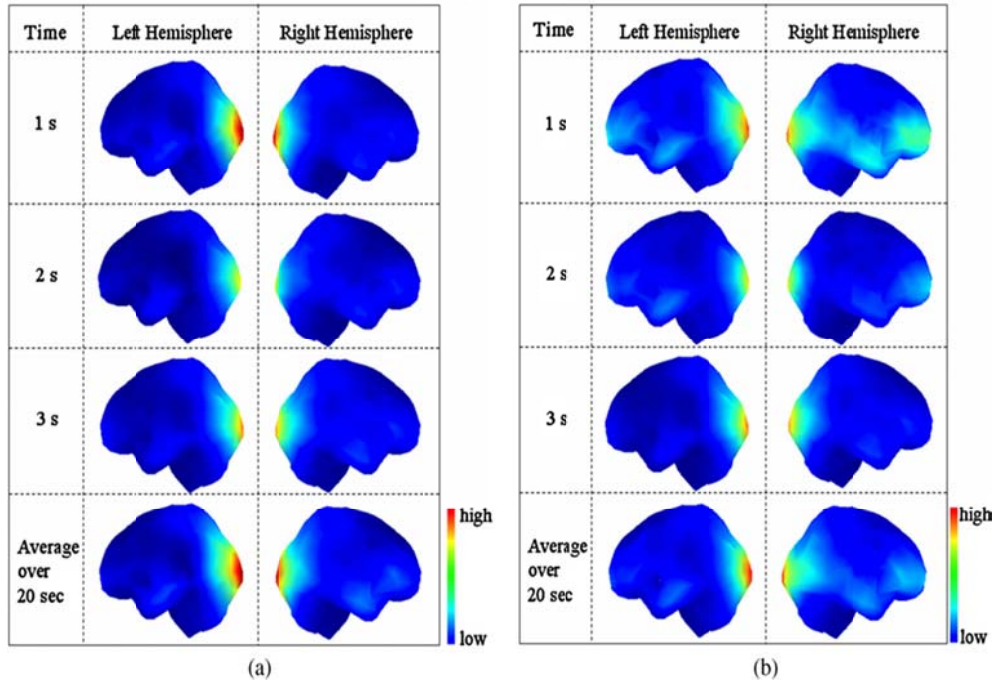 Time Left Hemisphere Right Hemisphere
1 s
2 s
3 s
Average
over
20 sec
high
low
(a)
Time Left Hemisphere Right Hemisphere
1 s
2 s
3 s
Average
over
20 sec
high
low
(b)